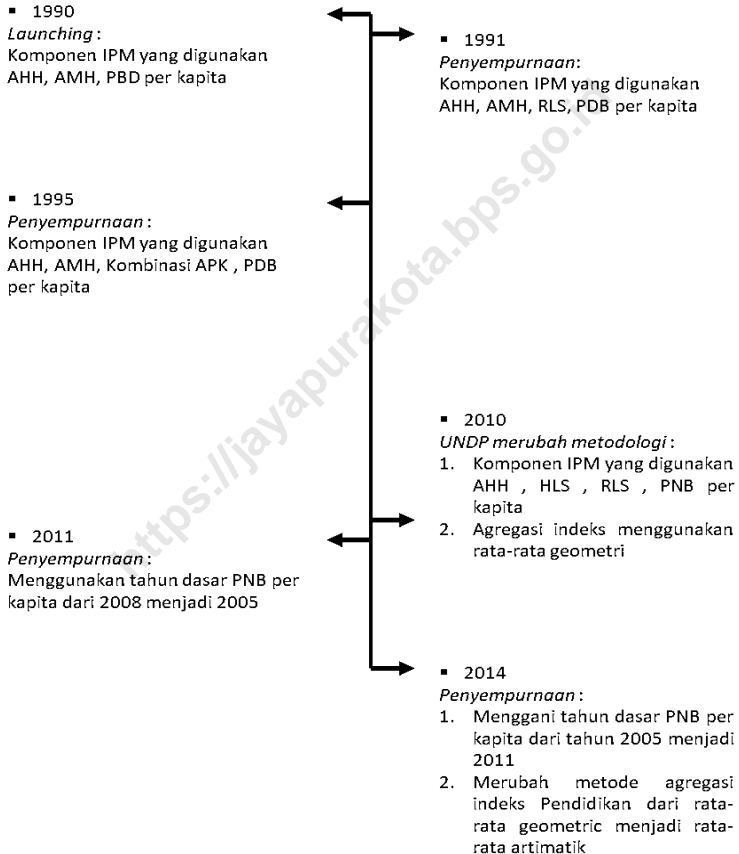 ▪ 1990
Launching :
Komponen IPM yang digunakan
AHH, AMH, PBD per kapita
▪ 1991
Penyempurnaan:
Komponen IPM yang digunakan
AHH, AMH, RLS, PDB per kapita
▪ 1995
Penyempurnaan :
Komponen IPM yang digunakan
AHH, AMH, Kombinasi APK , PDB
per kapita
▪ 2010
UNDP merubah metodologi :
1. Komponen IPM yang digunakan
AHH , HLS , RLS , PNB per
kapita
2. Agregasi indeks menggunakan
rata-rata geometri
▪ 2011
Penyempurnaan :
Menggunakan tahun dasar PNB per
kapita dari 2008 menjadi 2005
▪ 2014
Penyempurnaan :
1. Menggani tahun dasar PNB per
kapita dari tahun 2005 menjadi
2011
2. Merubah metode agregasi
indeks Pendidikan dari rata-
rata geometric menjadi rata-
rata artimatik
https://jayapurakota.bps.go.id